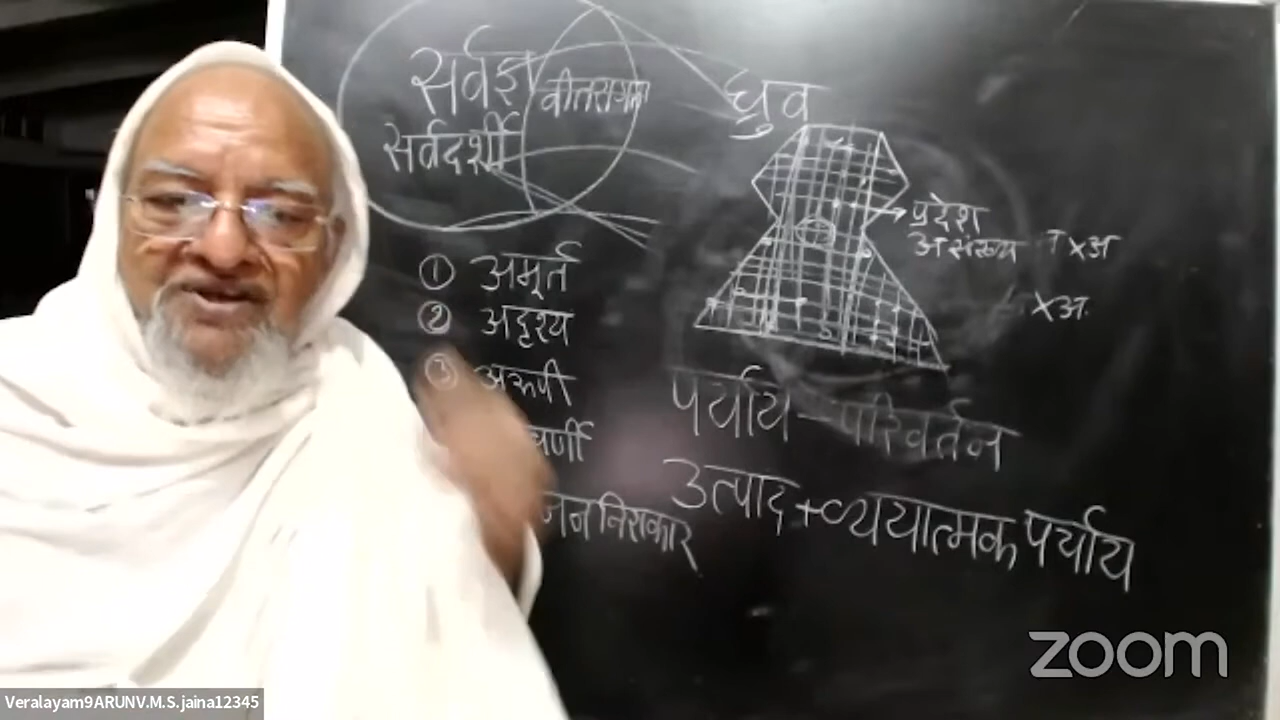 सर्वज्ञ वीतरागता
सर्वदर्शी
ध्रुव
प्रदेश
असंख्य
×अ
×अ
① अमूर्त
② अदृश्य
③ अरूपी
वर्णी
जन निराकार
पर्याय - परिवर्तन
उत्पाद + व्ययात्मक पर्याय
zoom
Veralayam9ARUNV.M.S.jaina12345